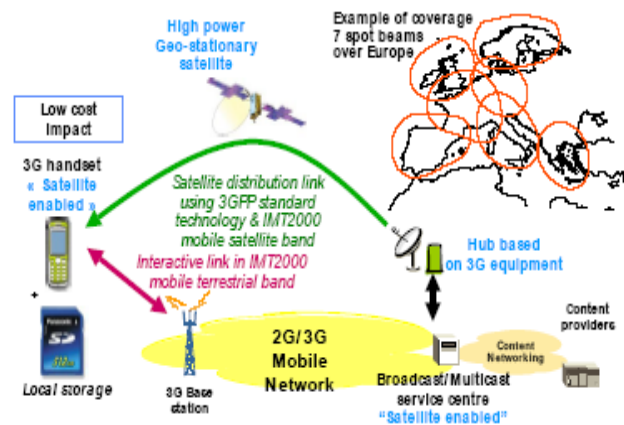 High power
Geo-stationary
satellite
Example of coverage
7 spot beams
over Europe
Low cost
Impact
3G handset
« Satellite
enabled »
Satellite distribution link
using 3GPP standard
technology & IMT2000
mobile satellite band
Interactive link in IMT2000
mobile terrestrial band
Hub based
on 3G equipment
+
Panasonic
SD
512MB
Local storage
3G Base
station
2G/3G
Mobile
Network
Content
Networking
Content
providers
Broadcast/Multicast
service centre
“Satellite enabled”